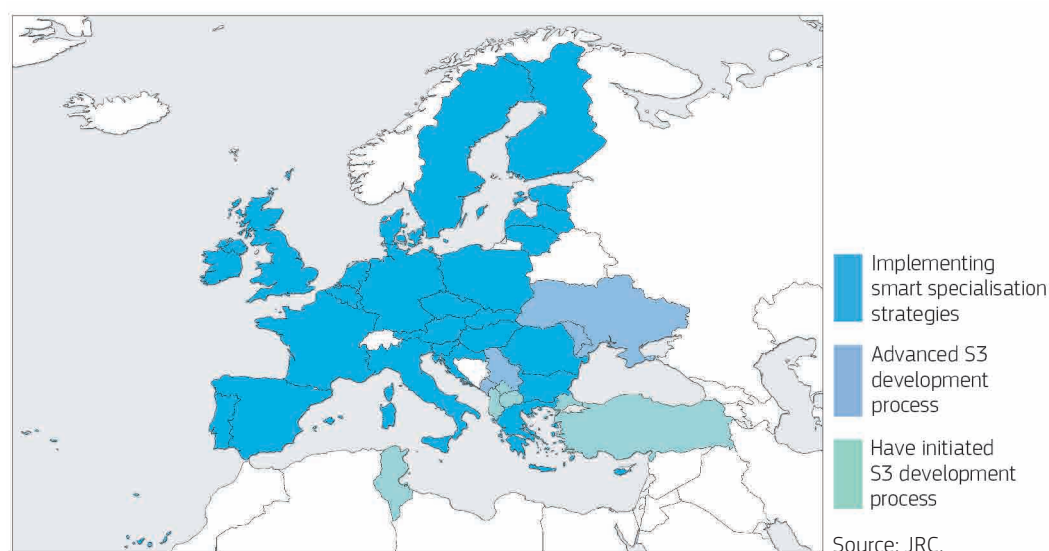 Implementing
smart specialisation
strategies
Advanced S3
development
process
Have initiated
S3 development
process
Source: JRC.